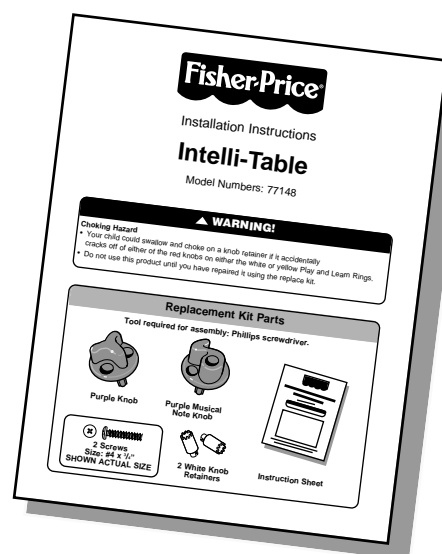 Fisher-Price®
Installation Instructions
Intelli-Table
Model Numbers: 77148
WARNING!
Choking Hazard
• Your child could swallow and choke on a knob retainer if it accidentally
cracks off of either of the red knobs on either the white or yellow Play and Learn Rings.
• Do not use this product until you have repaired it using the replace kit.
Replacement Kit Parts
Tool required for assembly: Phillips screwdriver.
Purple Knob
Purple Musical
Note Knob
2 Screws
Size: #4 x ³/₄"
SHOWN ACTUAL SIZE
2 White Knob
Retainers
Instruction Sheet